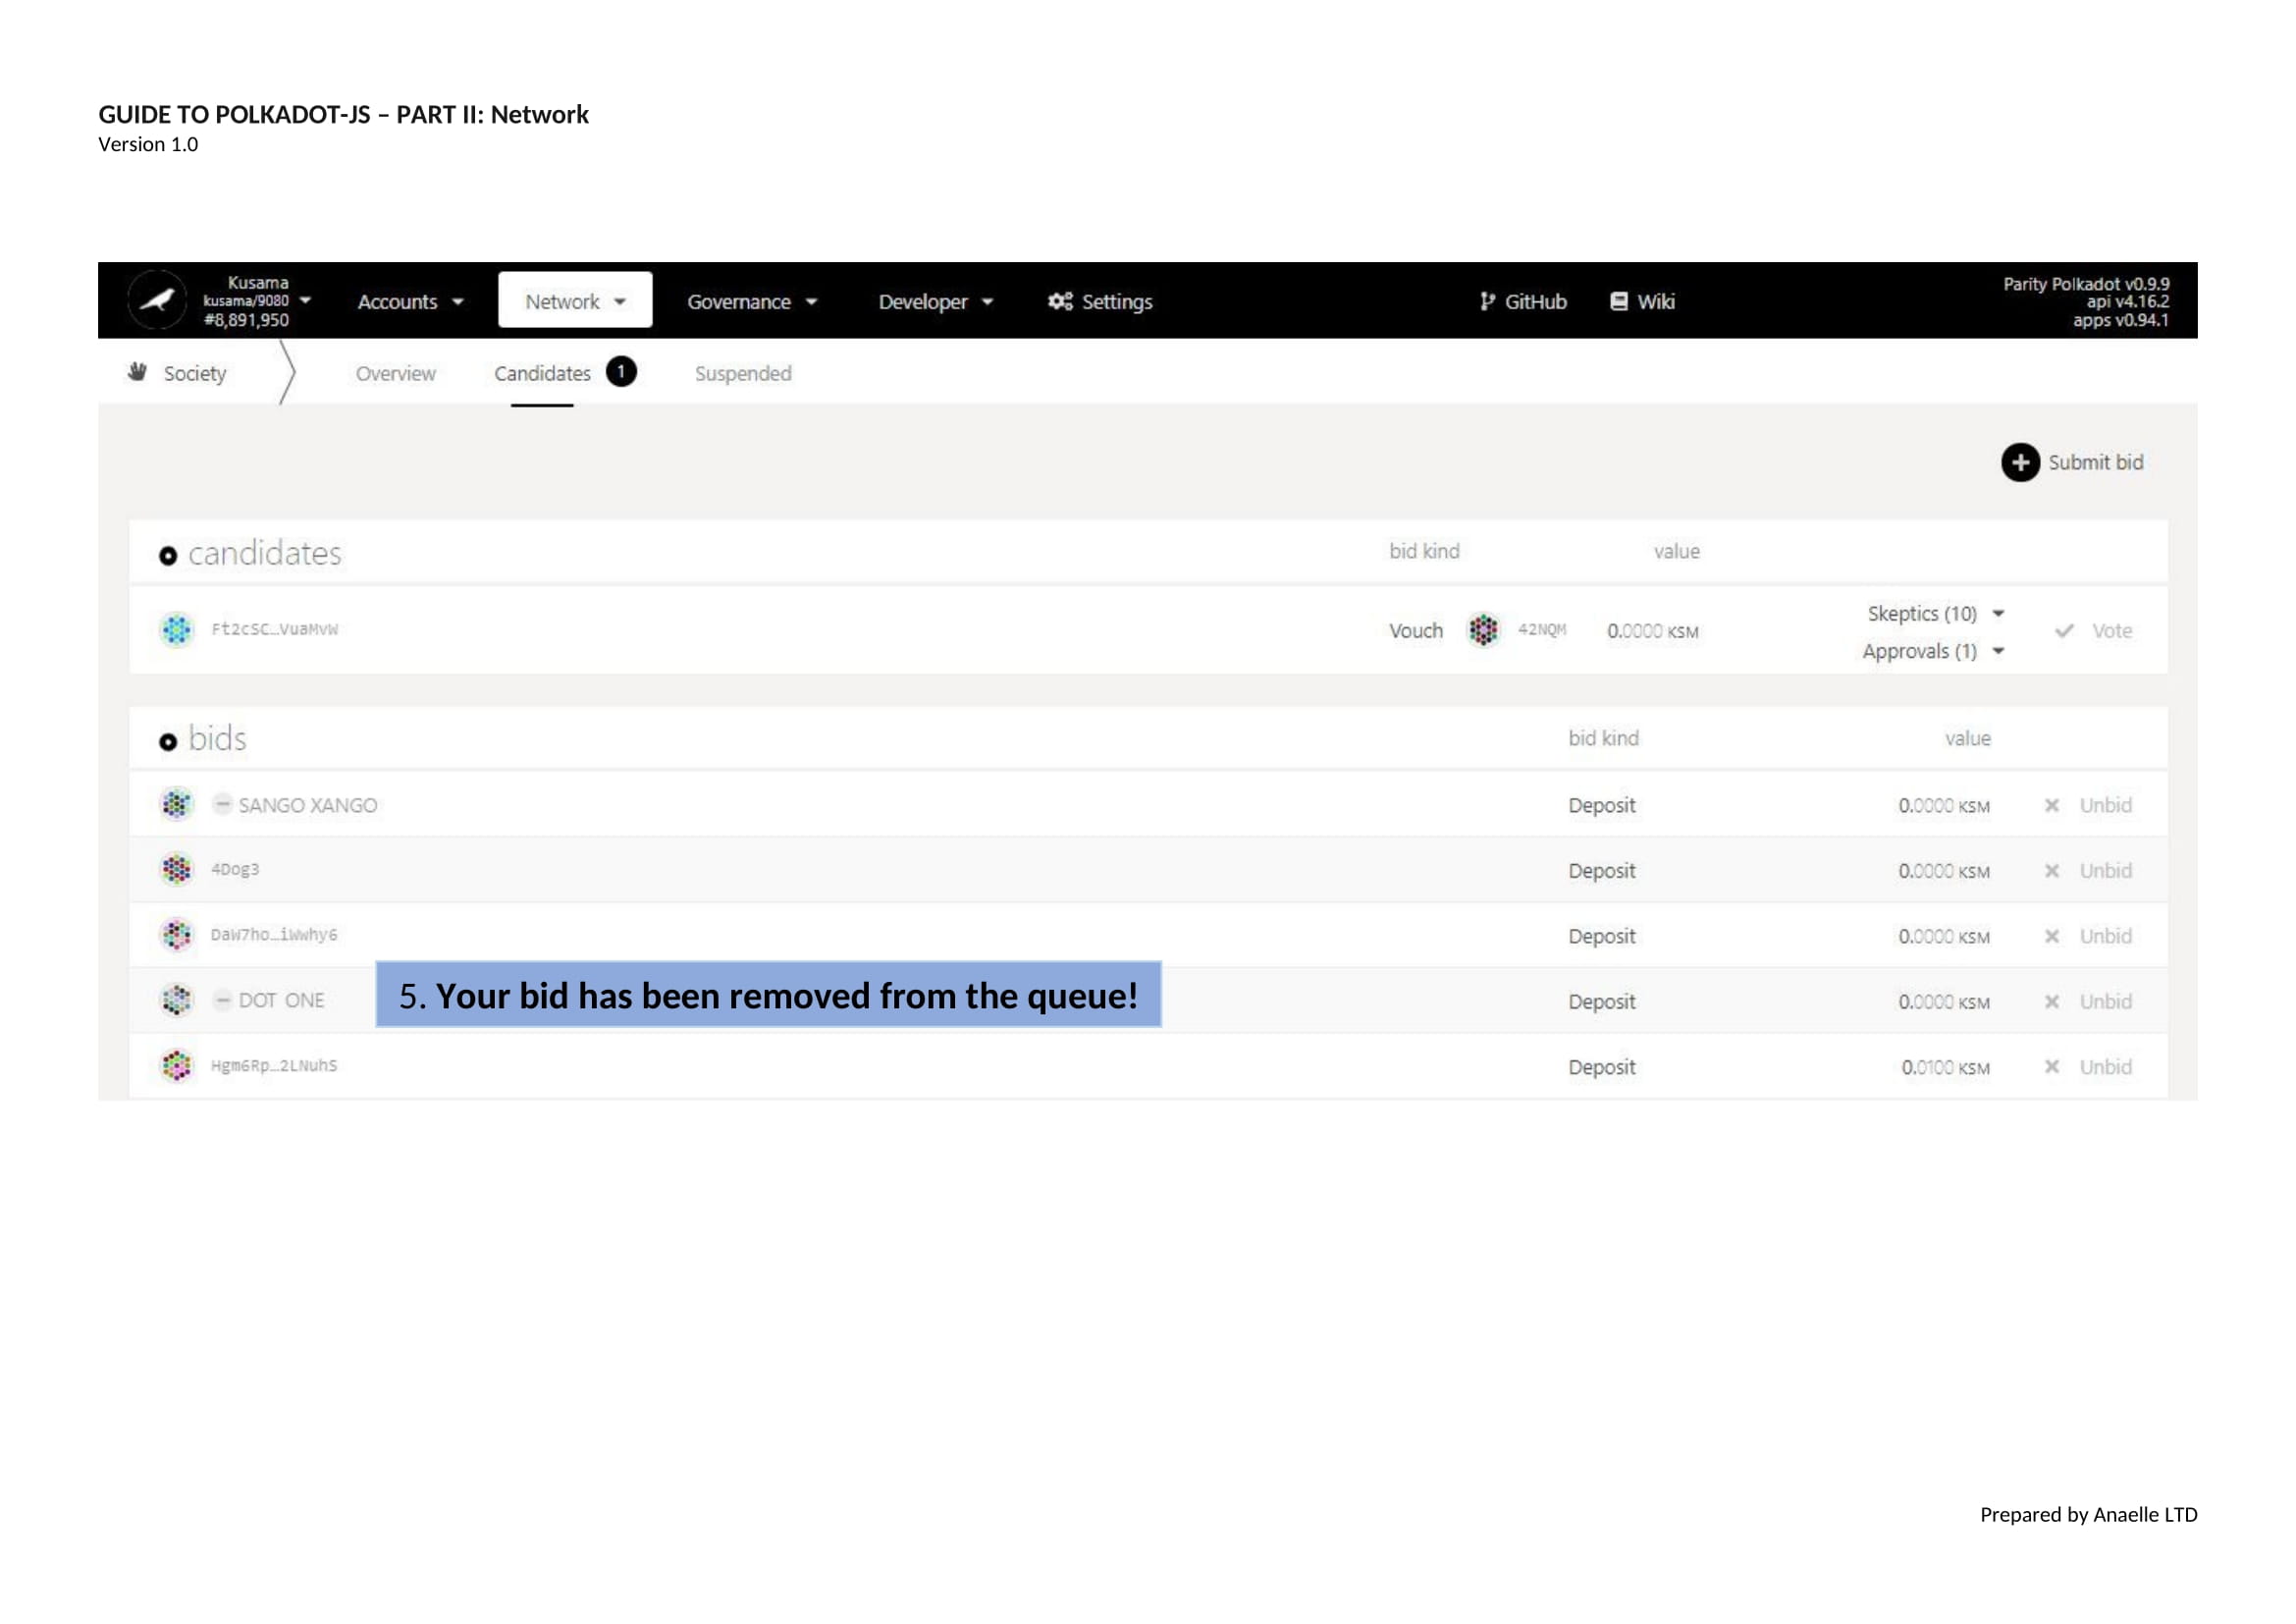 GUIDE TO POLKADOT-JS – PART II: Network
Version 1.0
Kusama
kusama/9080
#8,891,950
Accounts
Network
Governance
Developer
Settings
GitHub
Wiki
Parity Polkadot v0.9.9
api v4.16.2
apps v0.94.1
Society
Overview
Candidates 1
Suspended
Submit bid
candidates bid kind value
Ft2cSC…VuaMvW Vouch 42NQM 0.0000 KSM Skeptics (10) Vote
Approvals (1)
bids bid kind value
SANGO XANGO Deposit 0.0000 KSM Unbid
4Dog3 Deposit 0.0000 KSM Unbid
DaW7ho…iWwhy6 Deposit 0.0000 KSM Unbid
DOT ONE Deposit 0.0000 KSM Unbid
5. Your bid has been removed from the queue!
Hgm6Rp…2LNuhS Deposit 0.0100 KSM Unbid
Prepared by Anaelle LTD